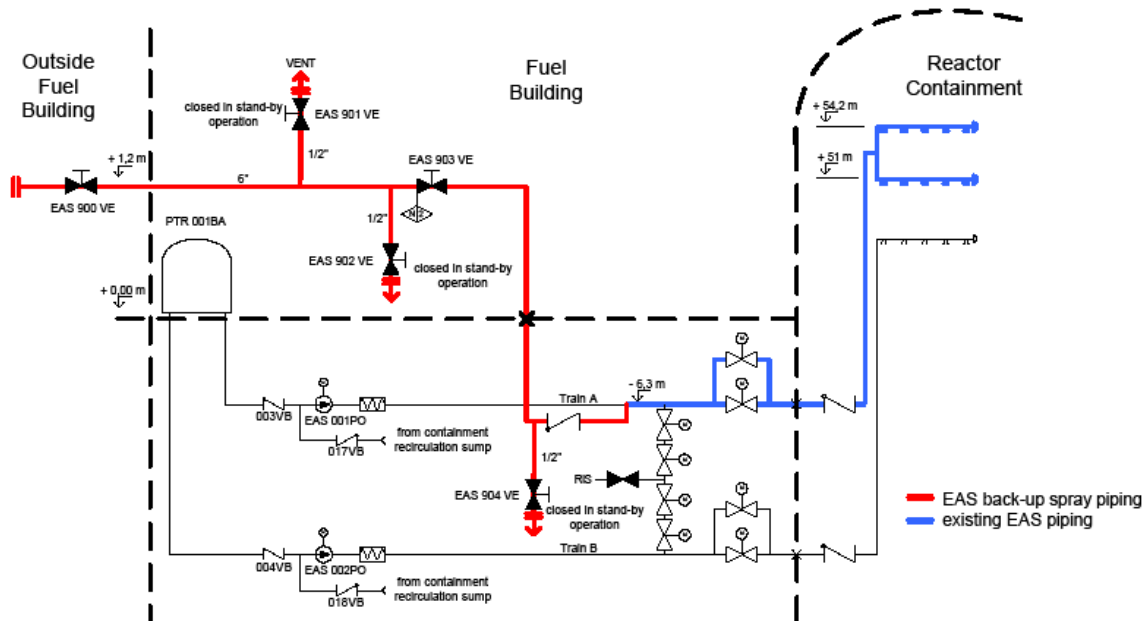 Outside
Fuel
Building
Fuel
Building
Reactor
Containment
VENT
closed in stand-by
operation
EAS 901 VE
+ 54,2 m
+ 51 m
+ 1,2 m
6"
1/2"
EAS 903 VE
EAS 900 VE
PTR 001BA
1/2"
EAS 902 VE
closed in stand-by
operation
+ 0,00 m
- 6,3 m
Train A
003VB
EAS 001PO
017VB
from containment
recirculation sump
1/2"
RIS
EAS 904 VE
closed in stand-by
operation
EAS back-up spray piping
existing EAS piping
Train B
004VB
EAS 002PO
018VB
from containment
recirculation sump